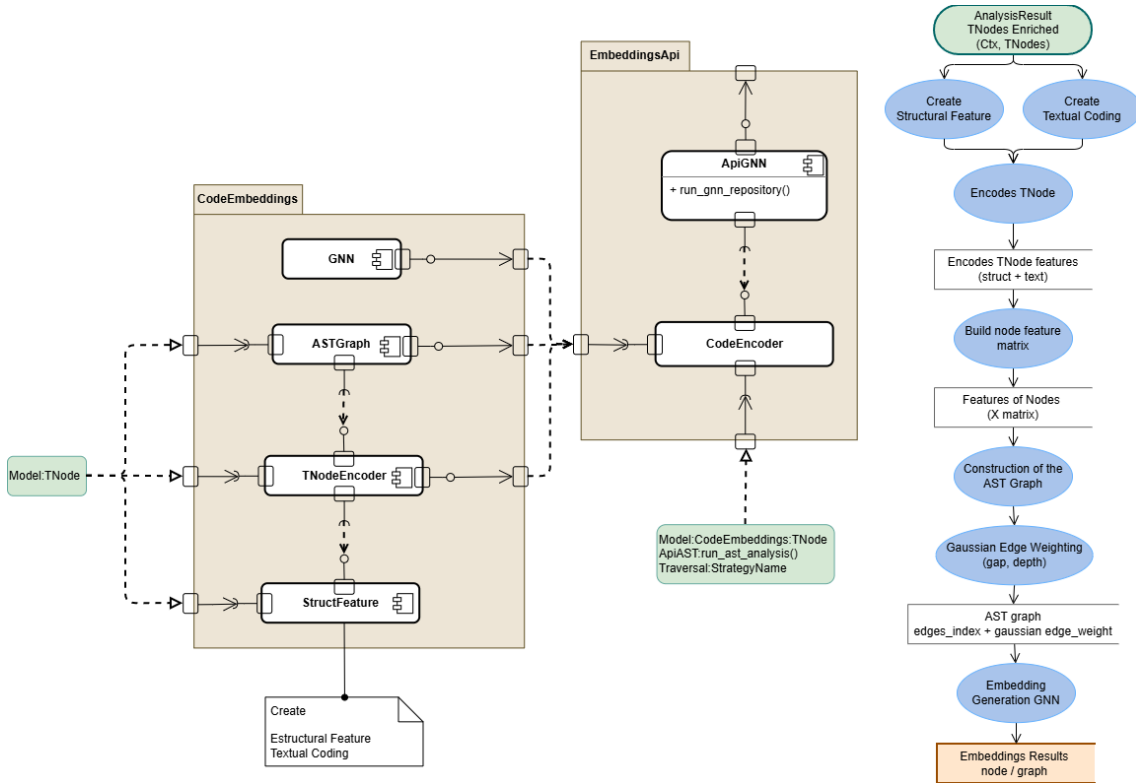 EmbeddingsApi
ApiGNN
+ run_gnn_repository()
CodeEncoder
CodeEmbeddings
GNN
ASTGraph
TNodeEncoder
StructFeature
Model:TNode
Model:CodeEmbeddings:TNode
ApiAST:run_ast_analysis()
Traversal:StrategyName
Create
Estructural Feature
Textual Coding
AnalysisResult
TNodes Enriched
(Ctx, TNodes)
Create
Structural Feature
Create
Textual Coding
Encodes TNode
Encodes TNode features
(struct + text)
Build node feature
matrix
Features of Nodes
(X matrix)
Construction of the
AST Graph
Gaussian Edge Weighting
(gap, depth)
AST graph
edges_index + gaussian edge_weight
Embedding
Generation GNN
Embeddings Results
node / graph